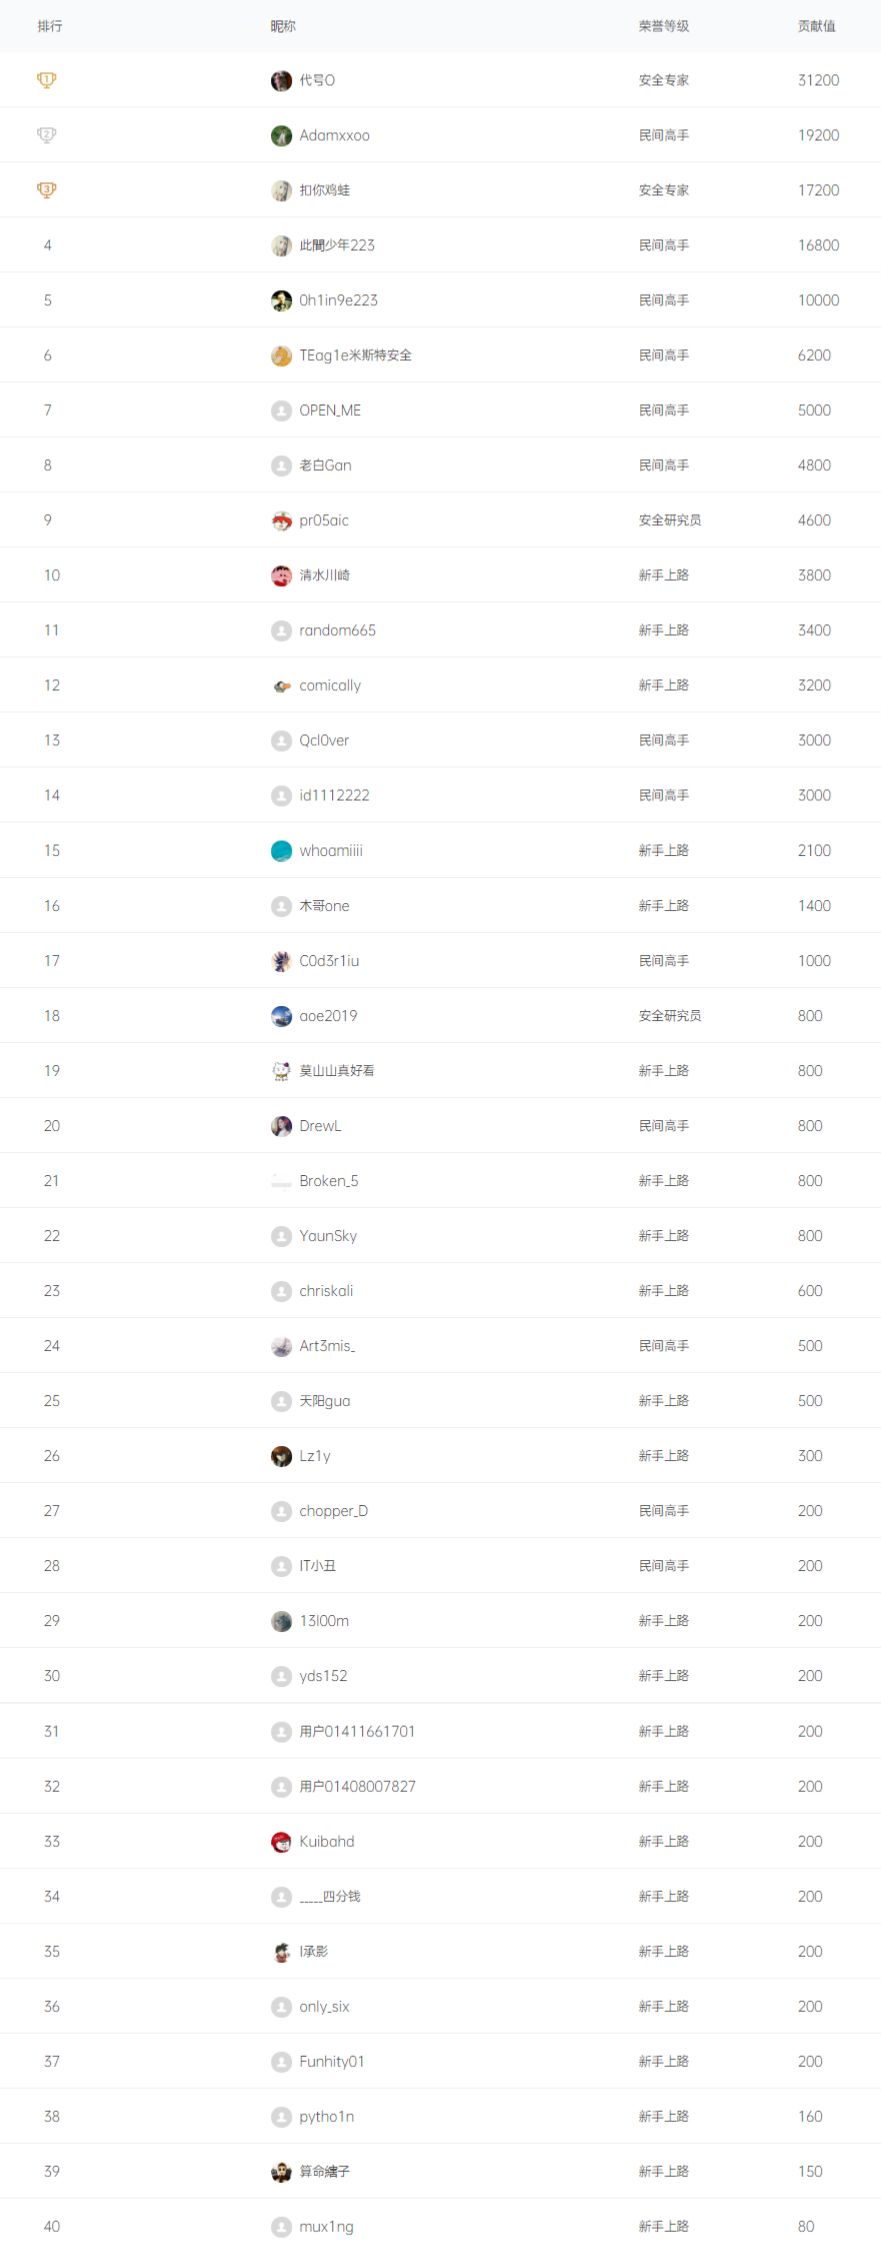 排行 昵称 荣誉等级 贡献值
1 代号O 安全专家 31200
2 Adamxxoo 民间高手 19200
3 扣你鸡蛙 安全专家 17200
4 此閒少年223 民间高手 16800
5 0h1in9e223 民间高手 10000
6 TEag1e米斯特安全 民间高手 6200
7 OPEN_ME 民间高手 5000
8 老白Gan 民间高手 4800
9 pr05aic 安全研究员 4600
10 清水川崎 新手上路 3800
11 random665 新手上路 3400
12 comically 新手上路 3200
13 Qcl0ver 民间高手 3000
14 id1112222 民间高手 3000
15 whoamiiii 新手上路 2100
16 木哥one 新手上路 1400
17 C0d3r1iu 民间高手 1000
18 aoe2019 安全研究员 800
19 莫山山真好看 新手上路 800
20 DrewL 民间高手 800
21 Broken_5 新手上路 800
22 YaunSky 新手上路 800
23 chriskali 新手上路 600
24 Art3mis_ 民间高手 500
25 天阳gua 新手上路 500
26 Lz1y 新手上路 300
27 chopper_D 民间高手 200
28 IT小丑 民间高手 200
29 13l00m 新手上路 200
30 yds152 新手上路 200
31 用户01411661701 新手上路 200
32 用户01408007827 新手上路 200
33 Kuibahd 新手上路 200
34 _____四分钱 新手上路 200
35 l承影 新手上路 200
36 only_six 新手上路 200
37 Funhity01 新手上路 200
38 pytho1n 新手上路 160
39 算命瞎子 新手上路 150
40 mux1ng 新手上路 80